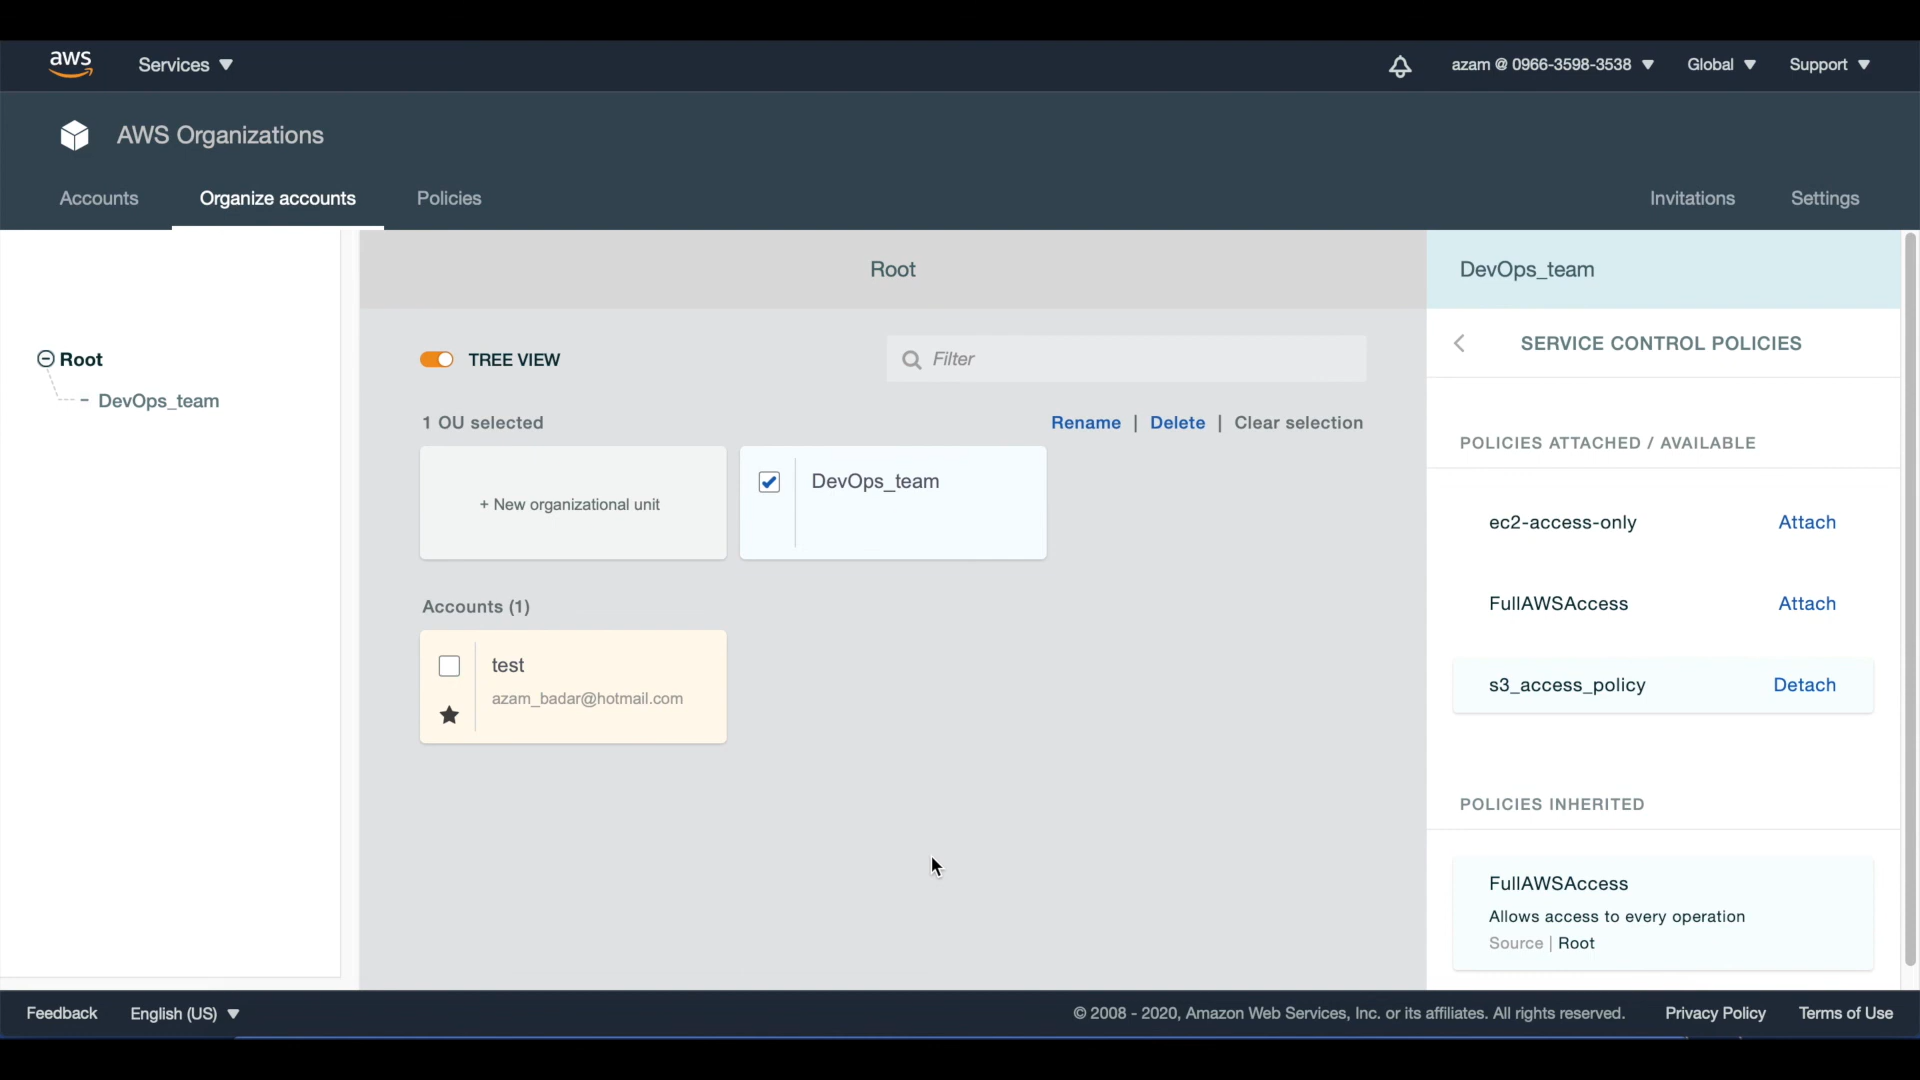 aws
Services
azam @ 0966-3598-3538
Global
Support
AWS Organizations
Accounts
Organize accounts
Policies
Invitations
Settings
Root
DevOps_team
Root
DevOps_team
TREE VIEW
Filter
1 OU selected
Rename | Delete | Clear selection
+ New organizational unit
DevOps_team
Accounts (1)
test
azam_badar@hotmail.com
SERVICE CONTROL POLICIES
POLICIES ATTACHED / AVAILABLE
ec2-access-only Attach
FullAWSAccess Attach
s3_access_policy Detach
POLICIES INHERITED
FullAWSAccess
Allows access to every operation
Source | Root
Feedback
English (US)
© 2008 - 2020, Amazon Web Services, Inc. or its affiliates. All rights reserved.
Privacy Policy
Terms of Use